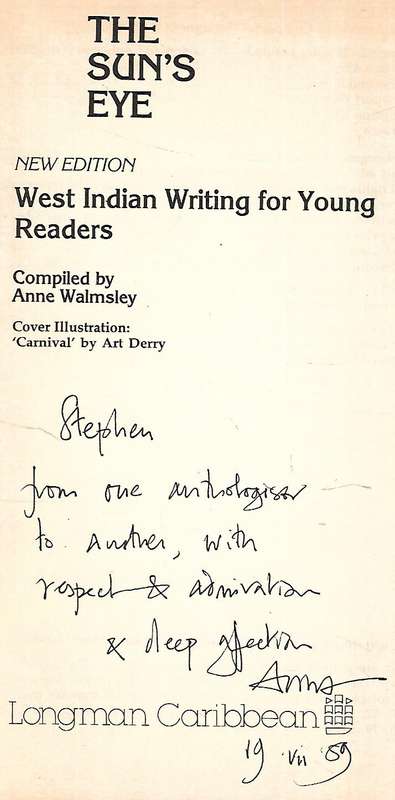 THE
SUN'S
EYE
NEW EDITION
West Indian Writing for Young
Readers
Compiled by
Anne Walmsley
Cover Illustration:
'Carnival' by Art Derry
Stephen
from one anthologiser
to another, with
respect & admiration
& deep affection
Anne
Longman Caribbean
19 vii 89